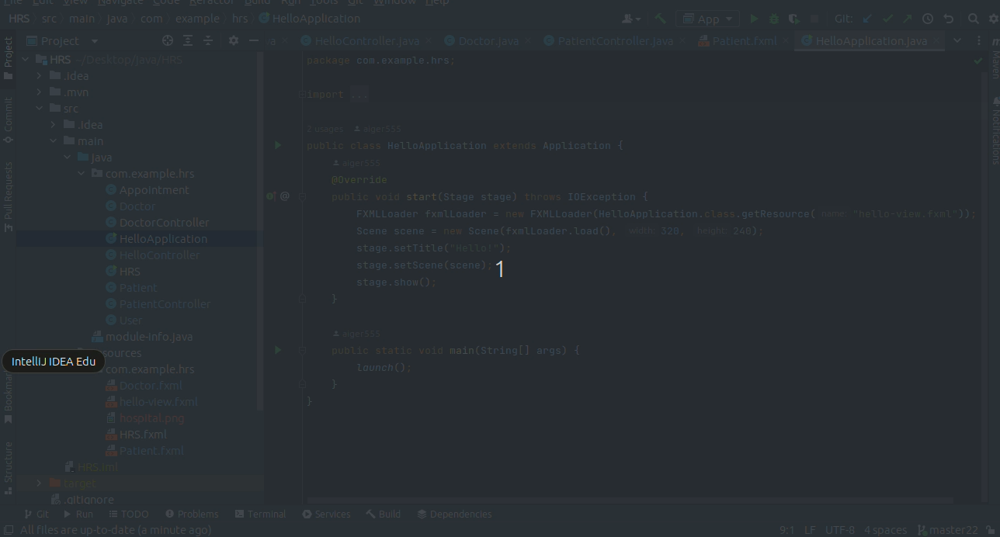 File Edit View Navigate Code Refactor Build Run Tools Git Window Help
HRS src main java com example hrs HelloApplication App Git:
Project HelloController.java Doctor.java PatientController.java Patient.fxml HelloApplication.java
Project
Commit
Pull Requests
Bookmar
Structure
HRS ~/Desktop/java/HRS
.idea
.mvn
src
.idea
main
java
com.example.hrs
Appointment
Doctor
DoctorController
HelloApplication
HelloController
HRS
Patient
PatientController
User
module-info.java
sources
com.example.hrs
Doctor.fxml
hello-view.fxml
hospital.png
HRS.fxml
Patient.fxml
HRS.iml
target
.gitignore
IntelliJ IDEA Edu
package com.example.hrs;
import ...
2 usages aiger555
public class HelloApplication extends Application {
aiger555
@Override
@ public void start(Stage stage) throws IOException {
FXMLLoader fxmlLoader = new FXMLLoader(HelloApplication.class.getResource( name: "hello-view.fxml"));
Scene scene = new Scene(fxmlLoader.load(), width: 320, height: 240);
stage.setTitle("Hello!");
stage.setScene(scene);
1
stage.show();
}
aiger555
public static void main(String[] args) {
launch();
}
}
Maven
Notifications
Git Run TODO Problems Terminal Services Build Dependencies
All files are up-to-date (a minute ago) 9:1 LF UTF-8 4 spaces master22